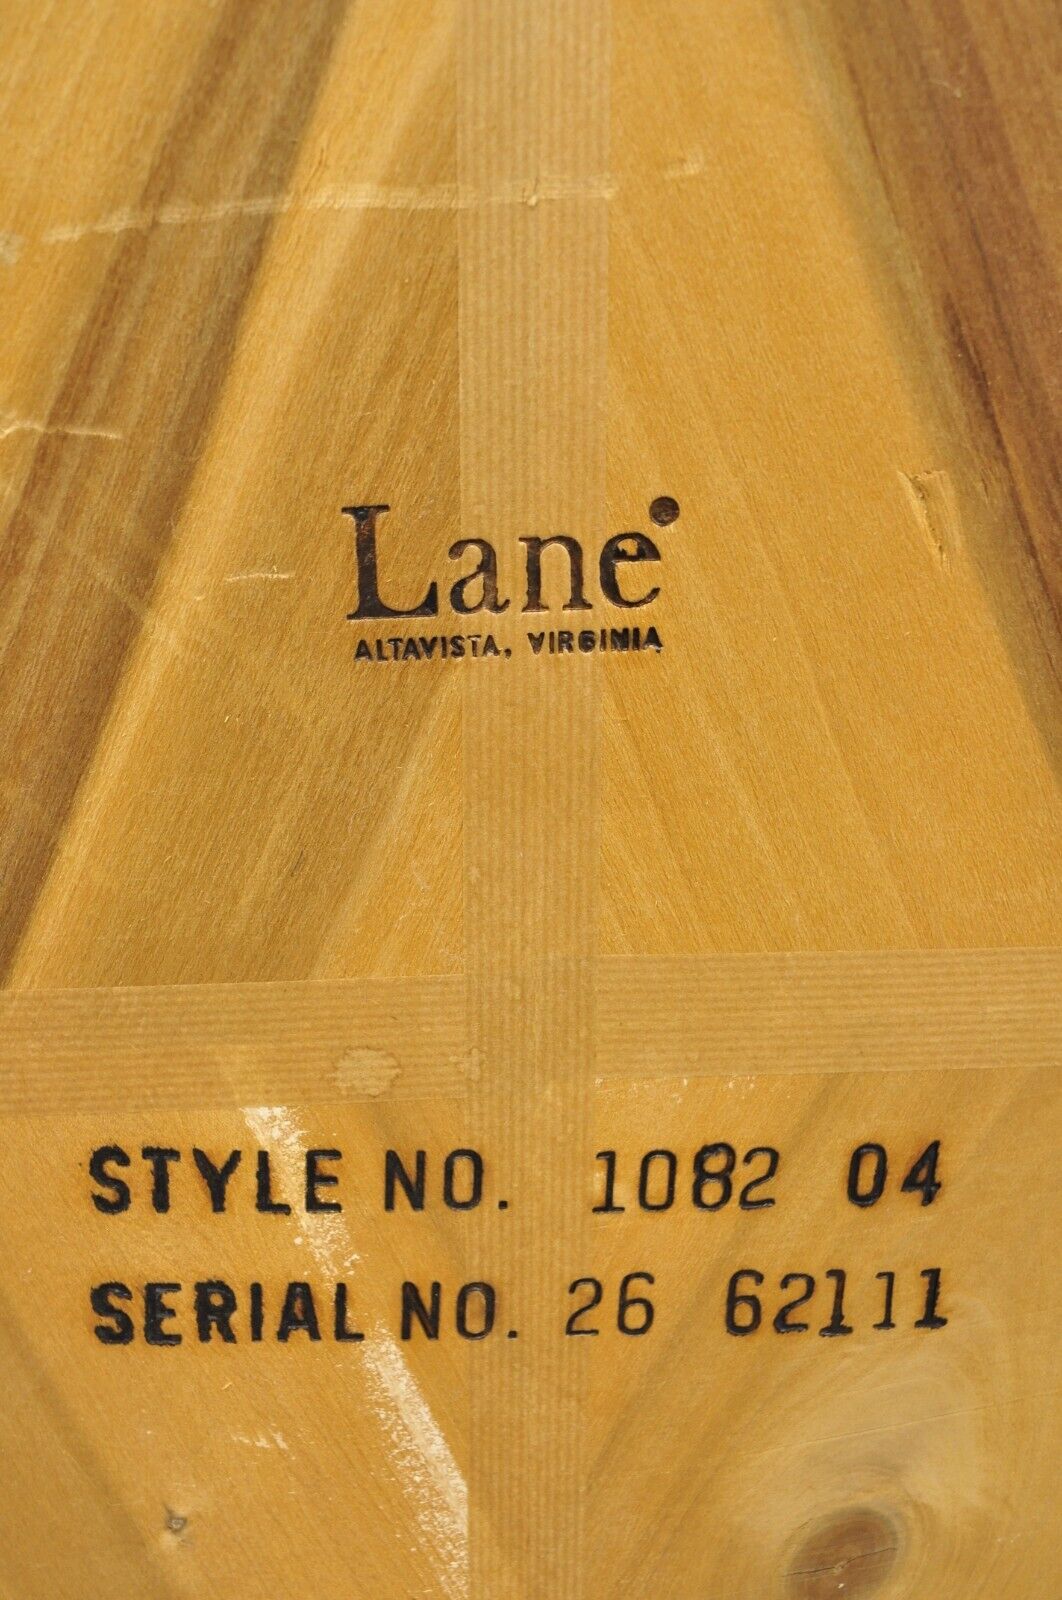 Lane
ALTAVISTA, VIRGINIA
STYLE NO. 1082 04
SERIAL NO. 26 62111